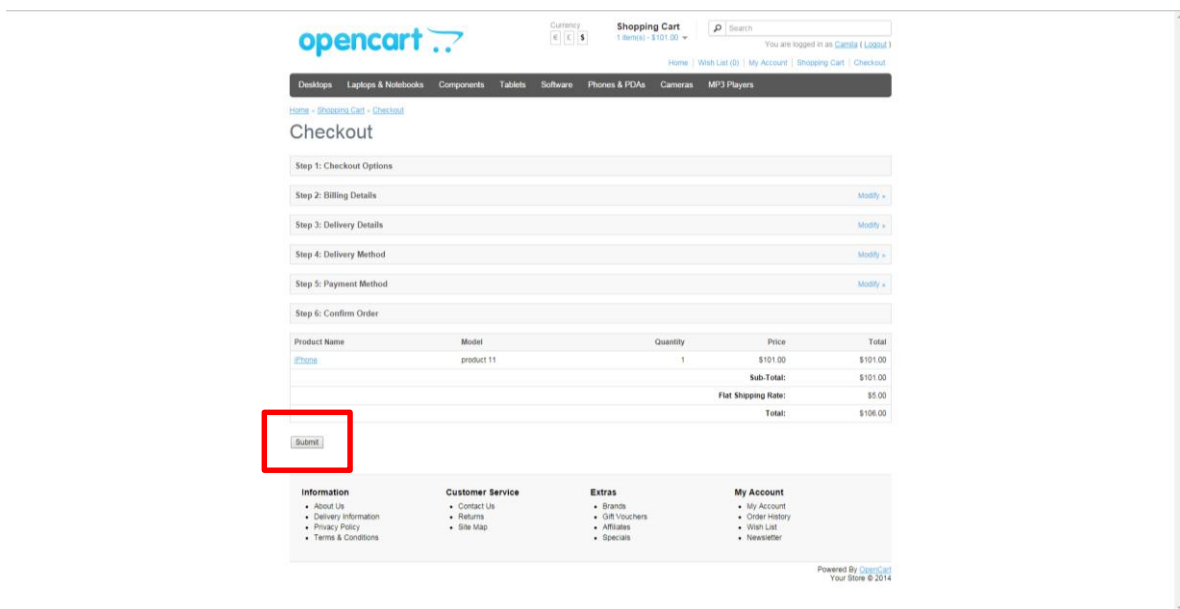 opencart
Currency
€ £ $
Shopping Cart
1 item(s) - $101.00
Search
You are logged in as Camila ( Logout )
Home | Wish List (0) | My Account | Shopping Cart | Checkout
Desktops Laptops & Notebooks Components Tablets Software Phones & PDAs Cameras MP3 Players
Home » Shopping Cart » Checkout
Checkout
Step 1: Checkout Options
Step 2: Billing Details Modify »
Step 3: Delivery Details Modify »
Step 4: Delivery Method Modify »
Step 5: Payment Method Modify »
Step 6: Confirm Order
Product Name Model Quantity Price Total
iPhone product 11 1 $101.00 $101.00
Sub-Total: $101.00
Flat Shipping Rate: $5.00
Total: $106.00
Submit
Information Customer Service Extras My Account
• About Us • Contact Us • Brands • My Account
• Delivery Information • Returns • Gift Vouchers • Order History
• Privacy Policy • Site Map • Affiliates • Wish List
• Terms & Conditions • Specials • Newsletter
Powered By OpenCart
Your Store © 2014